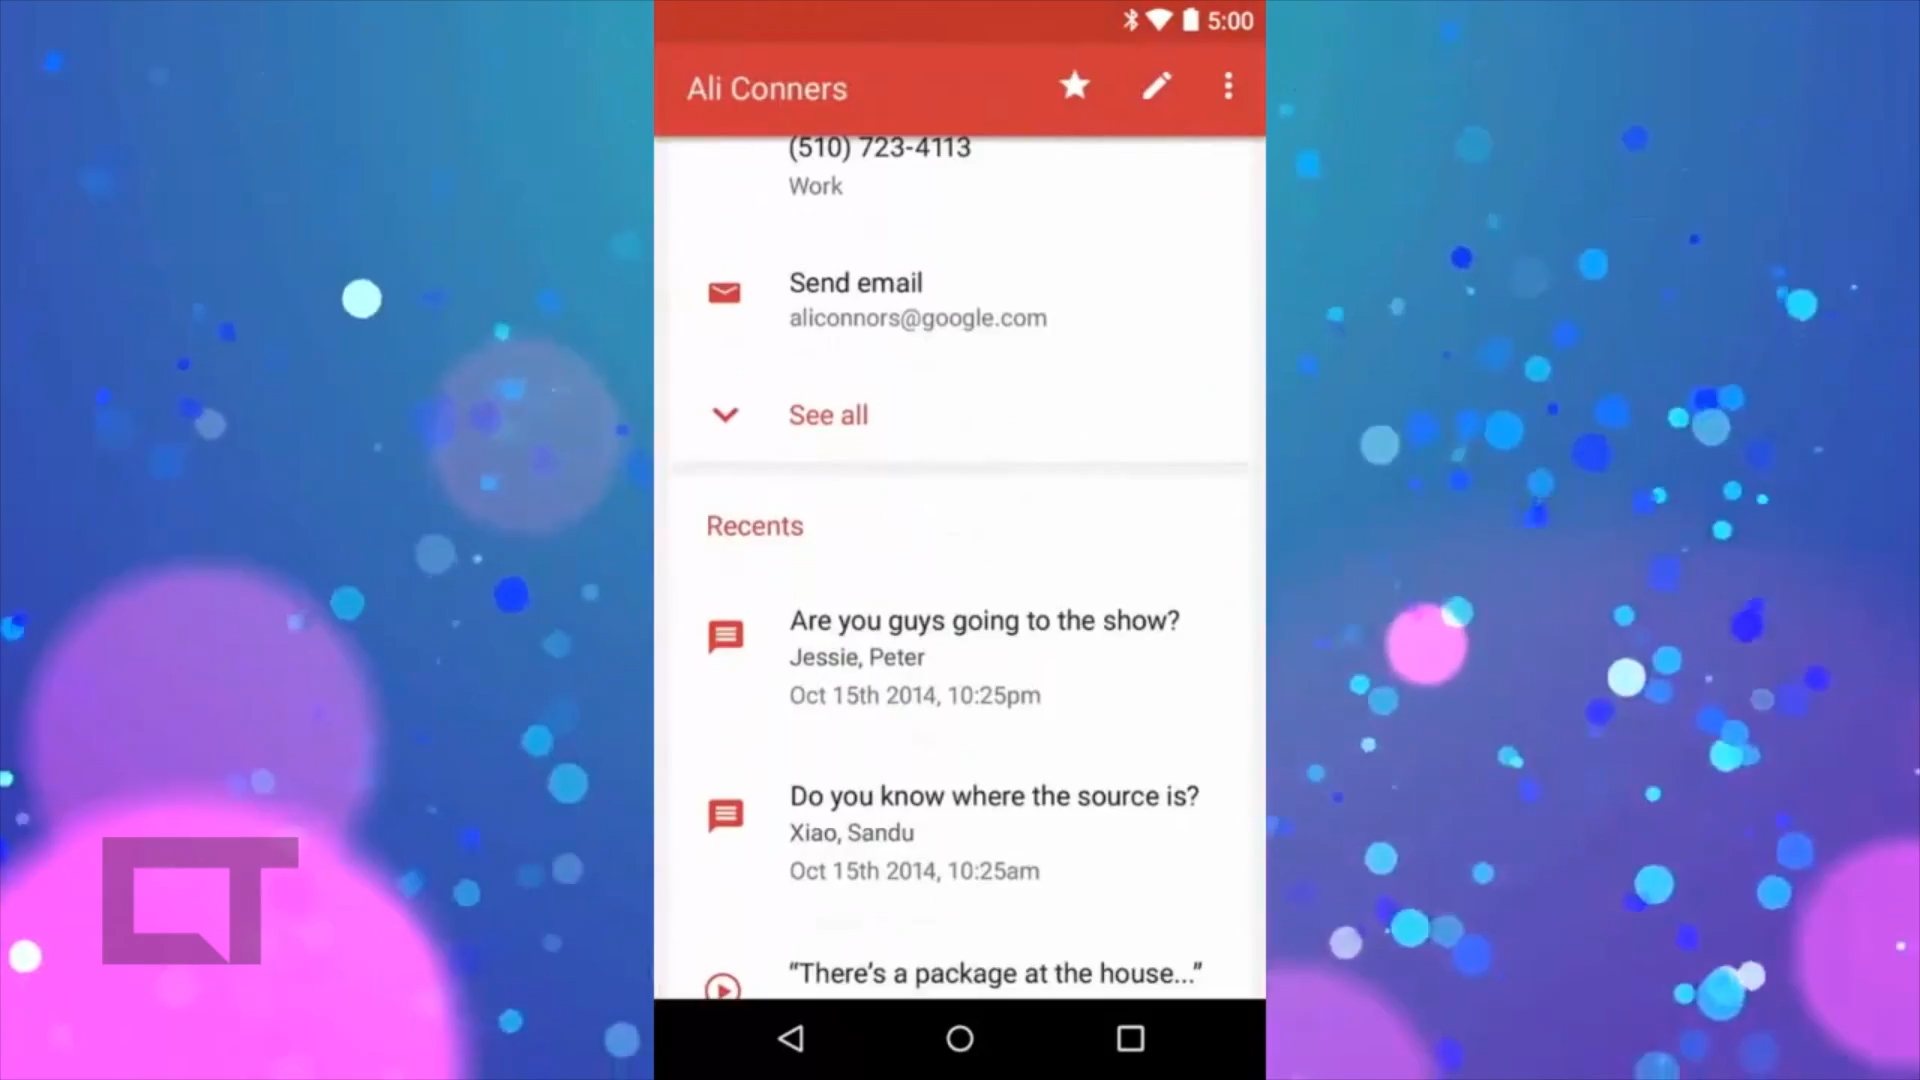 5:00
Ali Conners
(510) 723-4113
Work
Send email
aliconnors@google.com
See all
Recents
Are you guys going to the show?
Jessie, Peter
Oct 15th 2014, 10:25pm
Do you know where the source is?
Xiao, Sandu
Oct 15th 2014, 10:25am
“There’s a package at the house...”